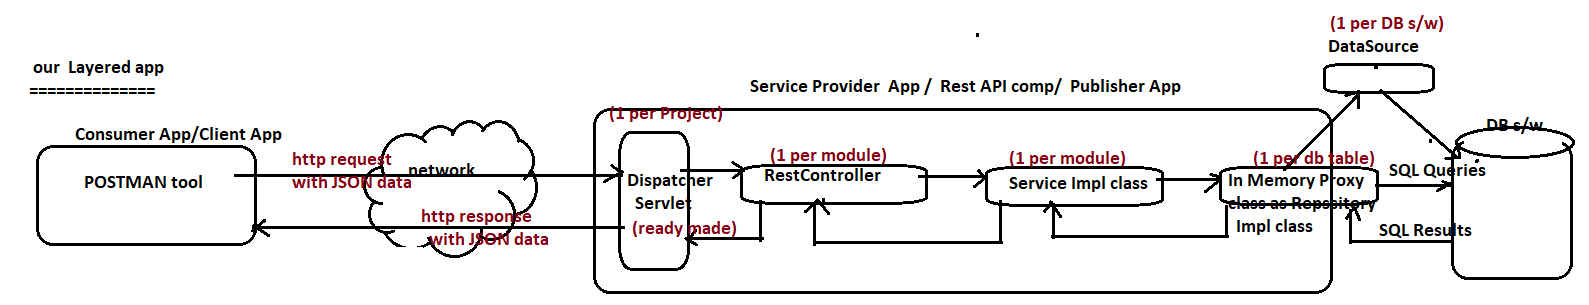 (1 per DB s/w)
DataSource
our Layered app
==============
Service Provider App / Rest API comp/ Publisher App
(1 per Project)
Consumer App/Client App
DB s/w
http request
with JSON data
network
(1 per module)
RestController
(1 per module)
Service Impl class
(1 per db table)
In Memory Proxy
class as Repssitory
Impl class
SQL Queries
POSTMAN tool
Dispatcher
Servlet
(ready made)
http response
with JSON data
SQL Results